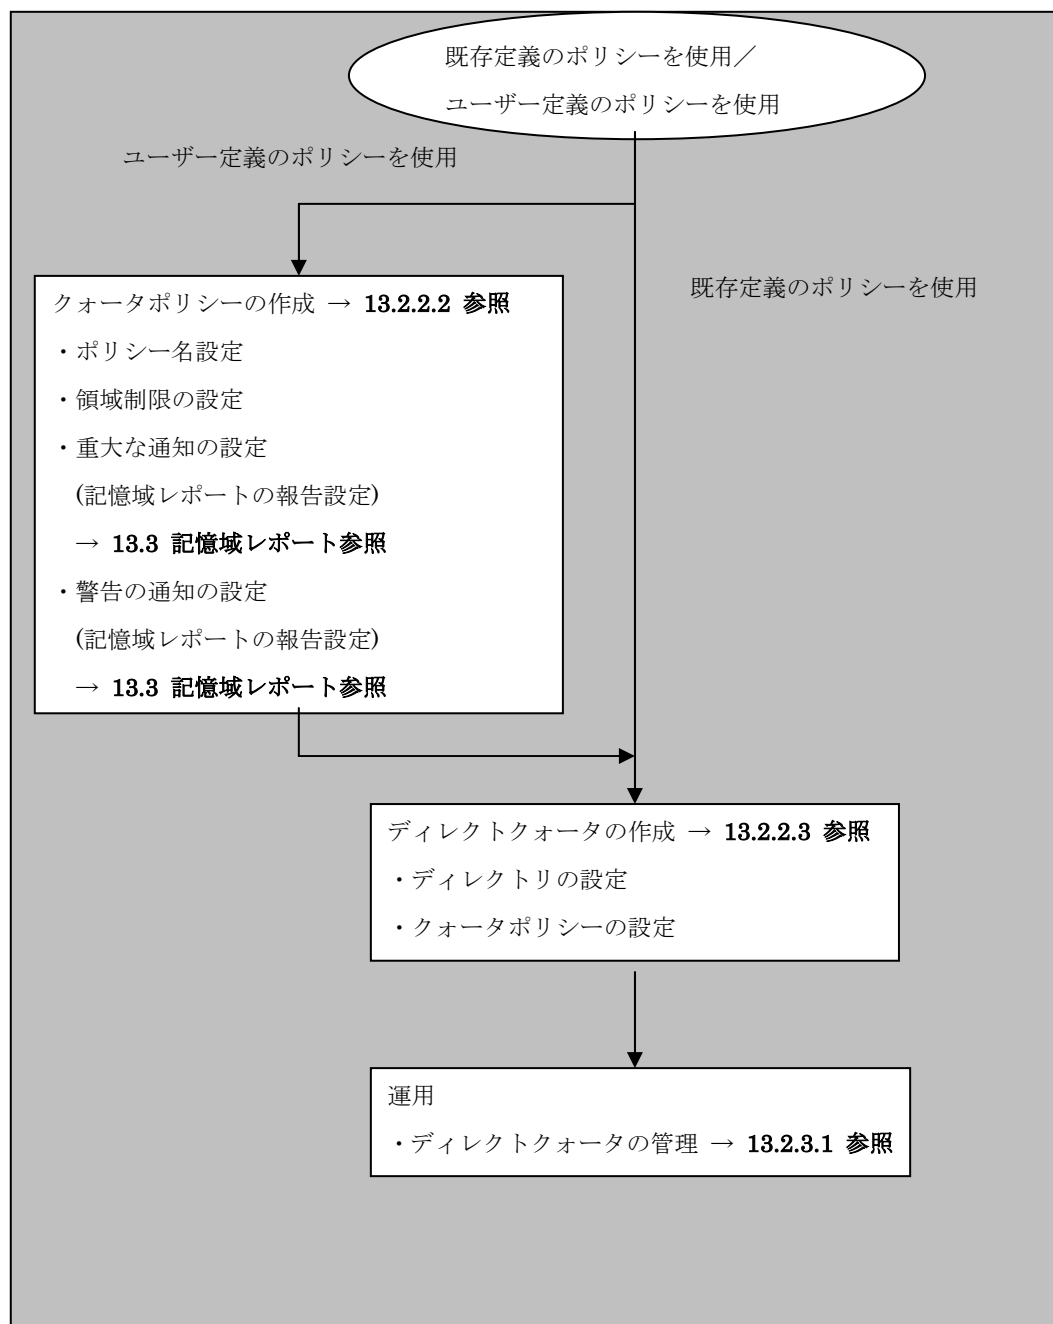 既存定義のポリシーを使用／
ユーザー定義のポリシーを使用
ユーザー定義のポリシーを使用
既存定義のポリシーを使用
クォータポリシーの作成 → 13.2.2.2 参照
・ポリシー名設定
・領域制限の設定
・重大な通知の設定
(記憶域レポートの報告設定)
→ 13.3 記憶域レポート参照
・警告の通知の設定
(記憶域レポートの報告設定)
→ 13.3 記憶域レポート参照
ディレクトクォータの作成 → 13.2.2.3 参照
・ディレクトリの設定
・クォータポリシーの設定
運用
・ディレクトクォータの管理 → 13.2.3.1 参照